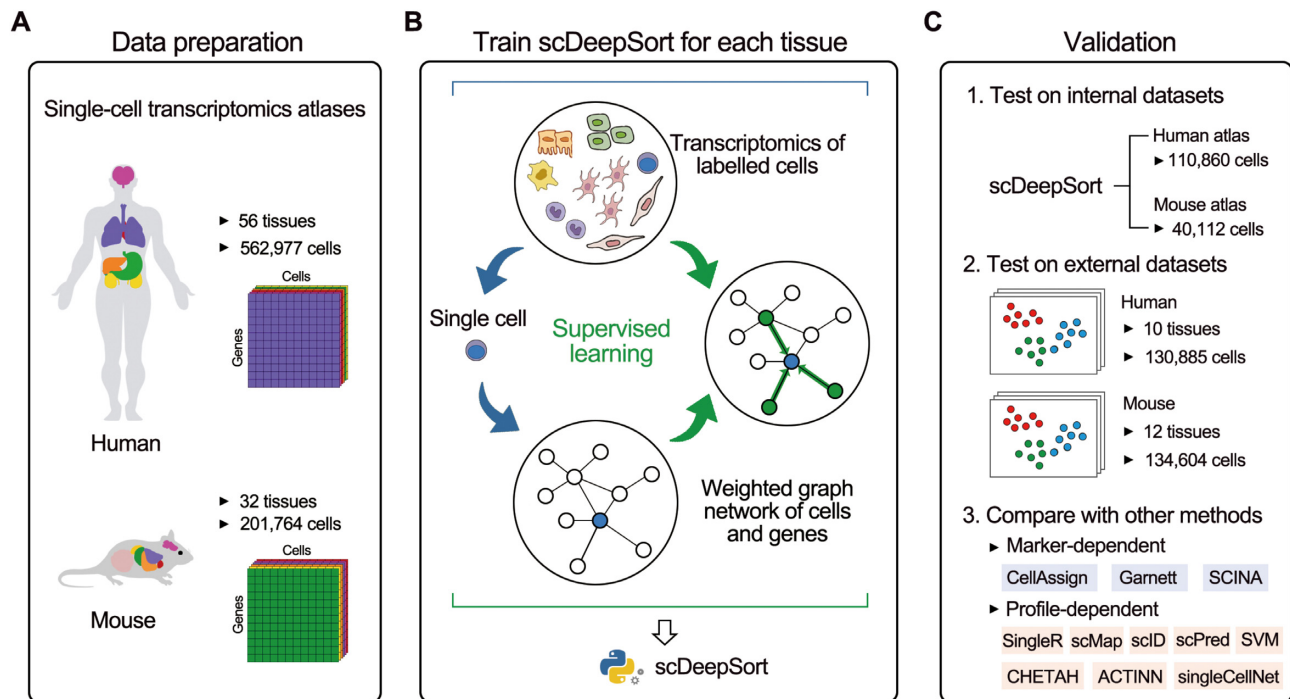 A
Data preparation
Single-cell transcriptomics atlases
▸ 56 tissues
▸ 562,977 cells
Cells
Genes
Human
▸ 32 tissues
▸ 201,764 cells
Cells
Genes
Mouse
B
Train scDeepSort for each tissue
Transcriptomics of
labelled cells
Single cell
Supervised
learning
Weighted graph
network of cells
and genes
scDeepSort
C
Validation
1. Test on internal datasets
scDeepSort
Human atlas
▸ 110,860 cells
Mouse atlas
▸ 40,112 cells
2. Test on external datasets
Human
▸ 10 tissues
▸ 130,885 cells
Mouse
▸ 12 tissues
▸ 134,604 cells
3. Compare with other methods
▸ Marker-dependent
CellAssign Garnett SCINA
▸ Profile-dependent
SingleR scMap scID scPred SVM
CHETAH ACTINN singleCellNet